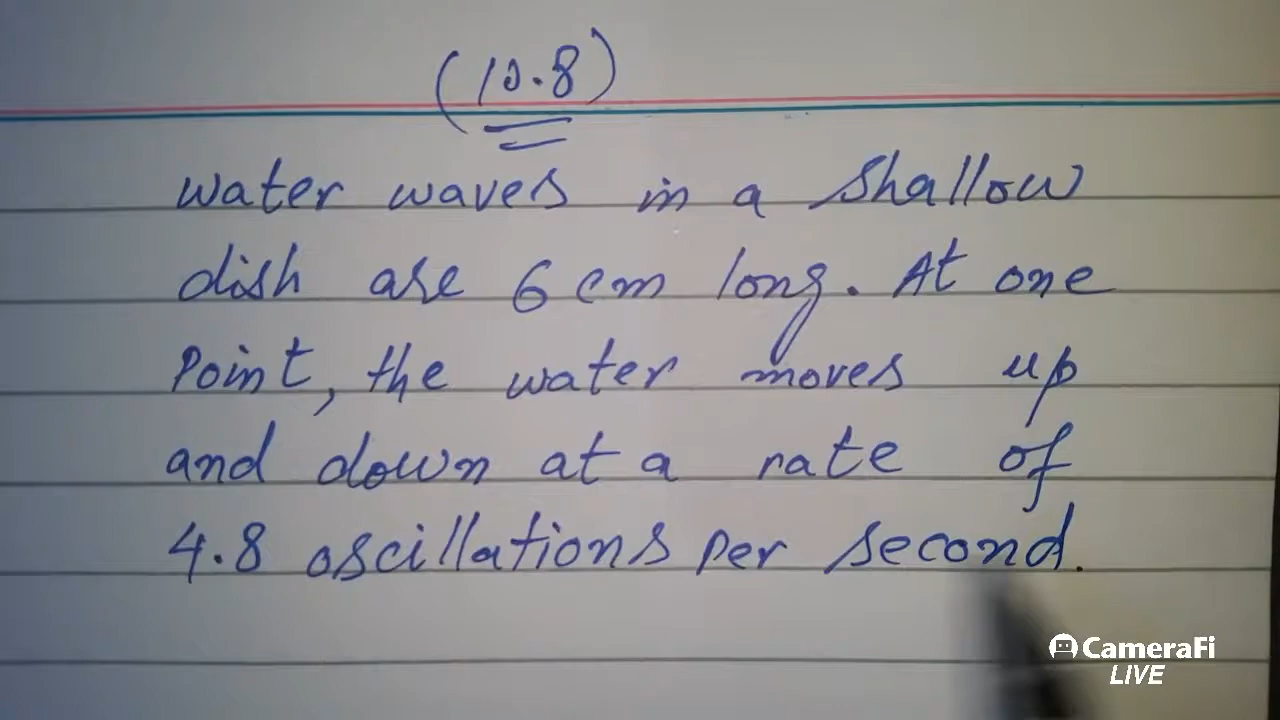 (10.8)
water waves in a shallow
dish are 6 cm long. At one
Point, the water moves up
and down at a rate of
4.8 oscillations per second.
CameraFi
LIVE